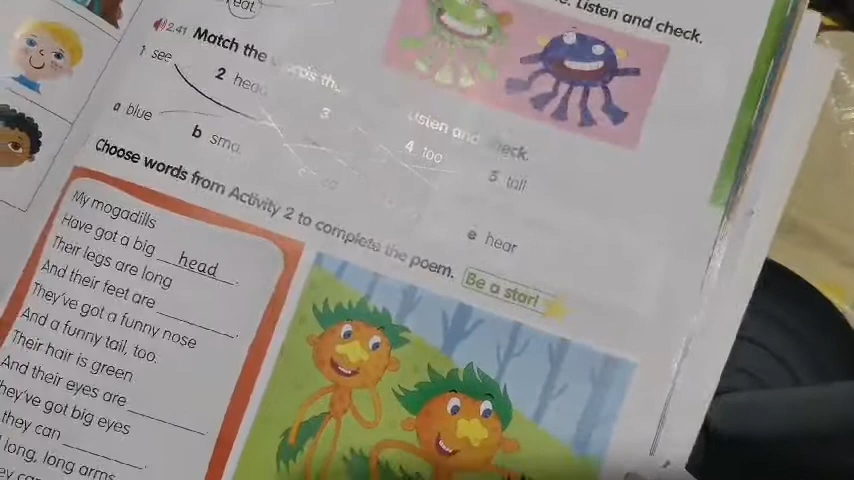 eat.
Listen and check.
2.41 Match the
1 see
2 head
3
4 too
5 tail
Listen and check.
a blue
b sma
e hear
Choose words from Activity 2 to complete the poem.
Be a star!
My mogadills
Have got a big head.
Their legs are long
And their feet are
They've got a funny nose
And a funny tail, too.
Their hair is green
And their eyes are
They've got big eyes
they can
long, long arms